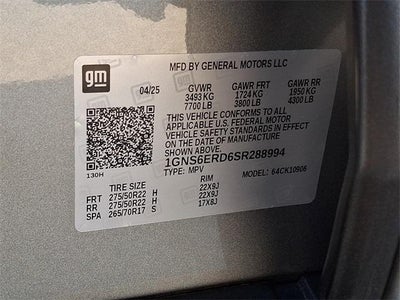 gm
MFD BY GENERAL MOTORS LLC
04/25 GVWR GAWR FRT GAWR RR
3493 KG 1724 KG 1950 KG
7700 LB 3800 LB 4300 LB
THIS VEHICLE CONFORMS TO ALL
APPLICABLE U.S. FEDERAL MOTOR
VEHICLE SAFETY STANDARDS IN EFFECT
ON THE DATE OF MANUFACTURE
SHOWN ABOVE.
1GNS6ERD6SR288994
130H TYPE: MPV MODEL: 64CK10906
TIRE SIZE RIM
FRT 275/50R22 H 22X9J
RR 275/50R22 H 22X9J
SPA 265/70R17 S 17X8J